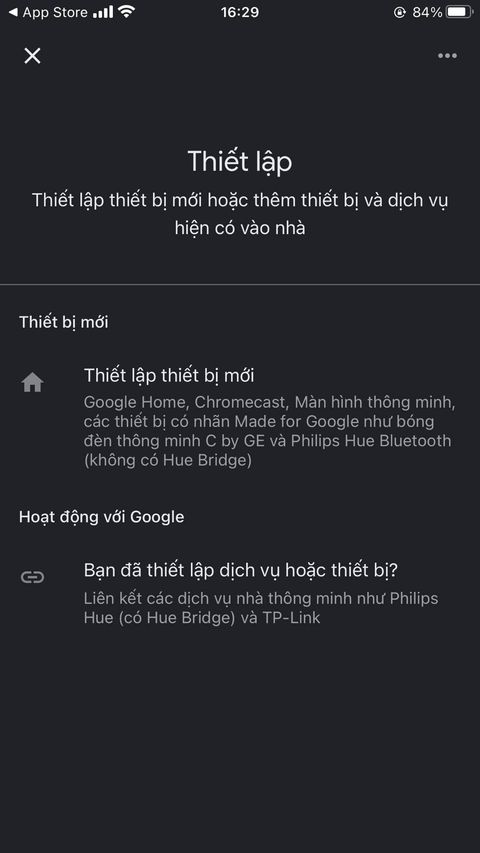 App Store 16:29 84%
Thiết lập
Thiết lập thiết bị mới hoặc thêm thiết bị và dịch vụ
hiện có vào nhà
Thiết bị mới
Thiết lập thiết bị mới
Google Home, Chromecast, Màn hình thông minh,
các thiết bị có nhãn Made for Google như bóng
đèn thông minh C by GE và Philips Hue Bluetooth
(không có Hue Bridge)
Hoạt động với Google
Bạn đã thiết lập dịch vụ hoặc thiết bị?
Liên kết các dịch vụ nhà thông minh như Philips
Hue (có Hue Bridge) và TP-Link